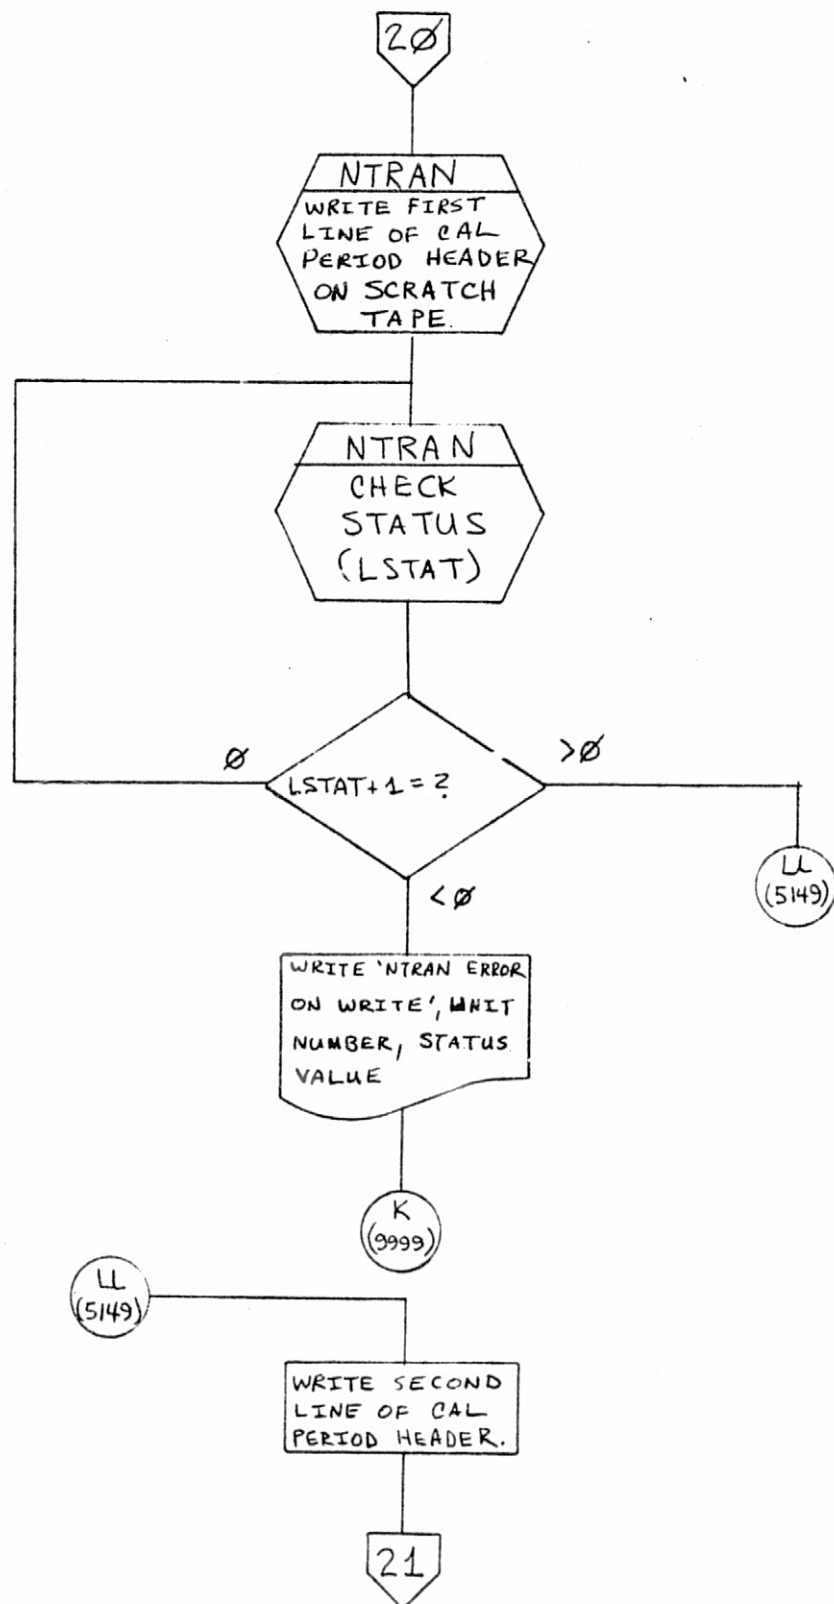 2Ø
NTRAN
WRITE FIRST
LINE OF CAL
PERIOD HEADER
ON SCRATCH
TAPE.
NTRAN
CHECK
STATUS
(LSTAT)
Ø
>Ø
LSTAT+1=?
LL
(5149)
<Ø
WRITE 'NTRAN ERROR
ON WRITE', UNIT
NUMBER, STATUS
VALUE
K
(9999)
LL
(5149)
WRITE SECOND
LINE OF CAL
PERIOD HEADER.
21